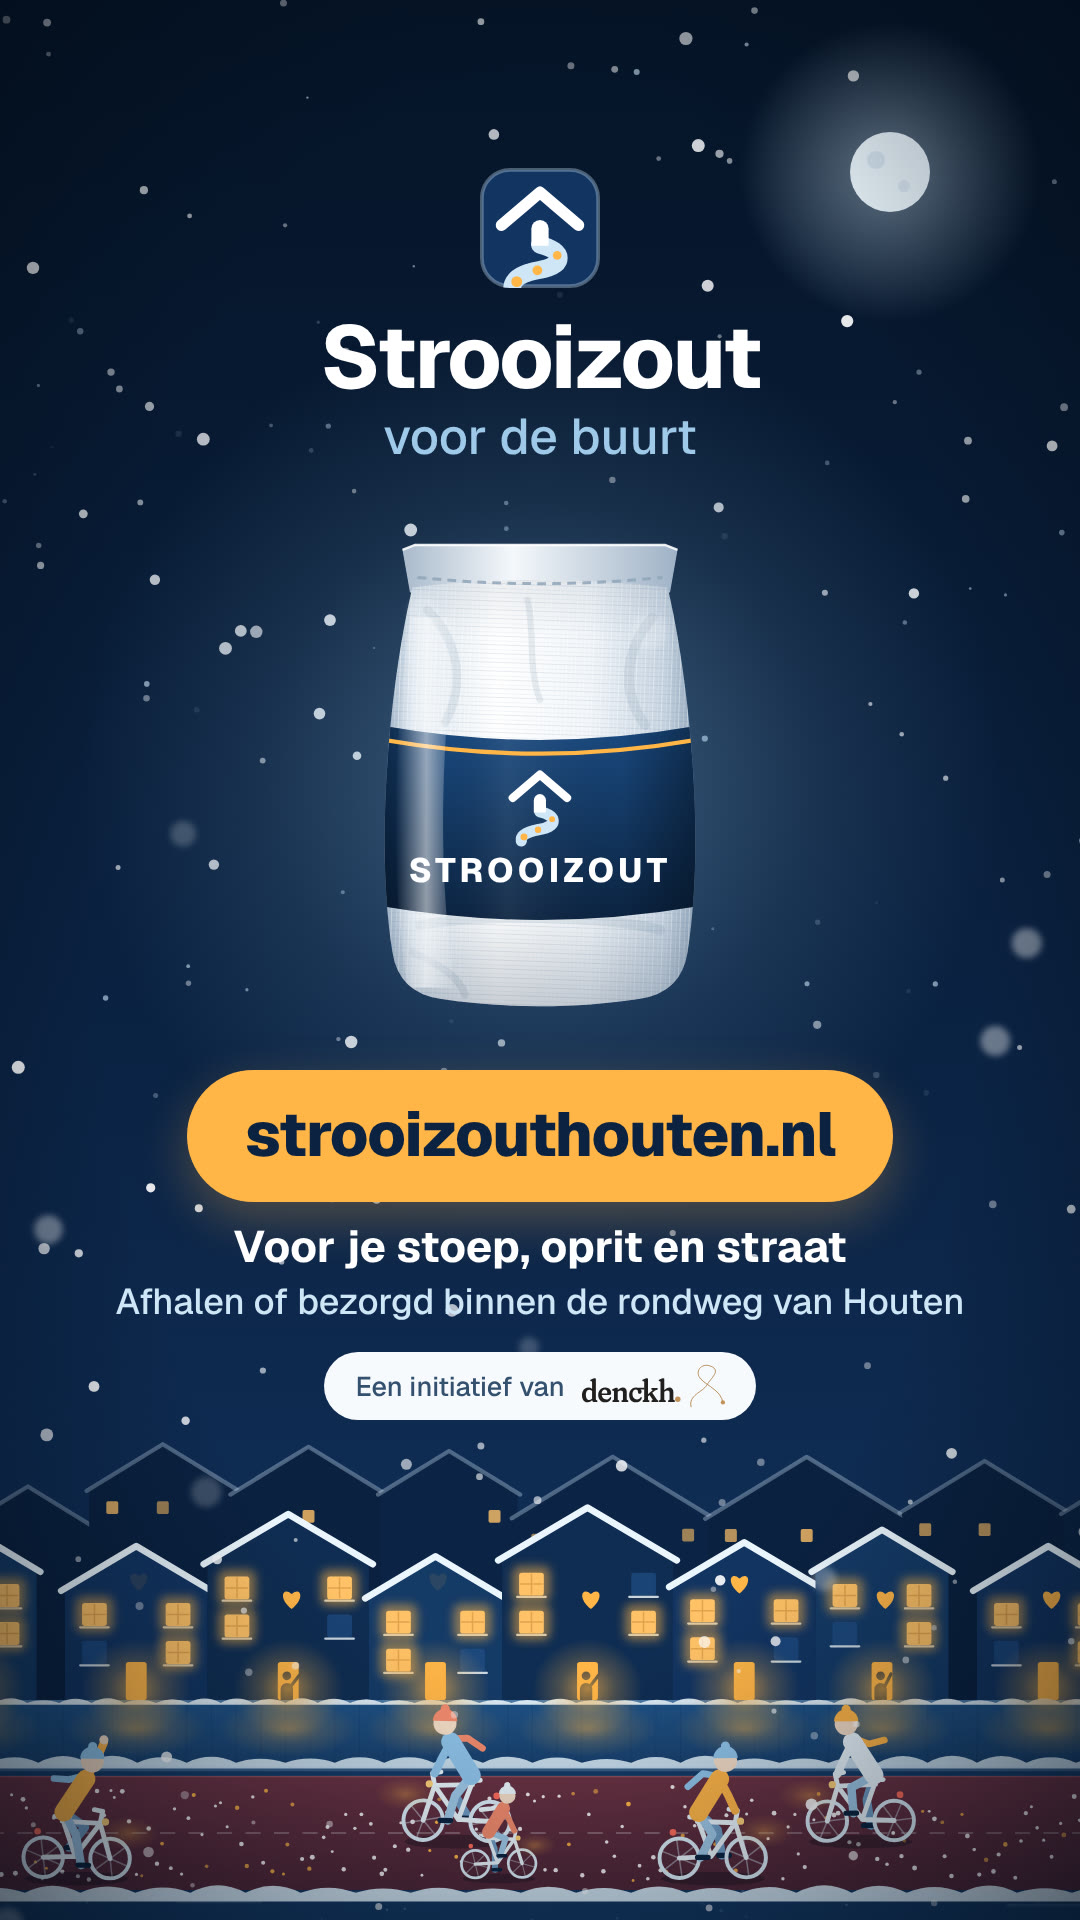 Strooizout
voor de buurt
STROOIZOUT
strooizouthouten.nl
Voor je stoep, oprit en straat
Afhalen of bezorgd binnen de rondweg van Houten
Een initiatief van denckh.